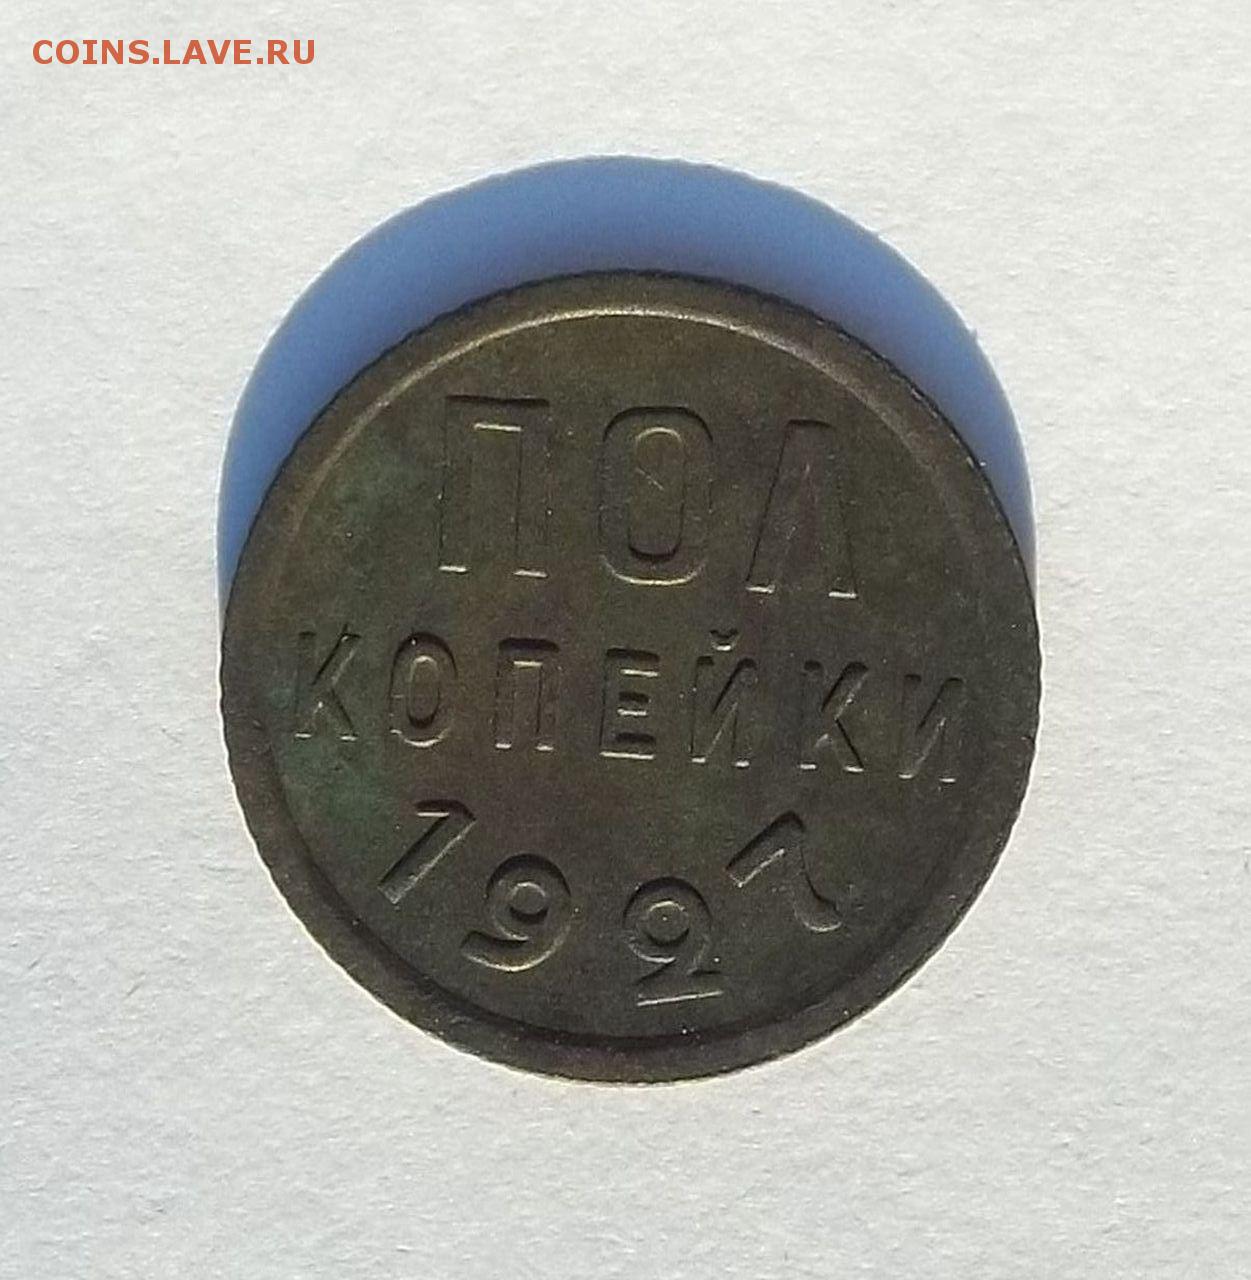 COINS.LAVE.RU
ПОЛ
КОПЕЙКИ
1927